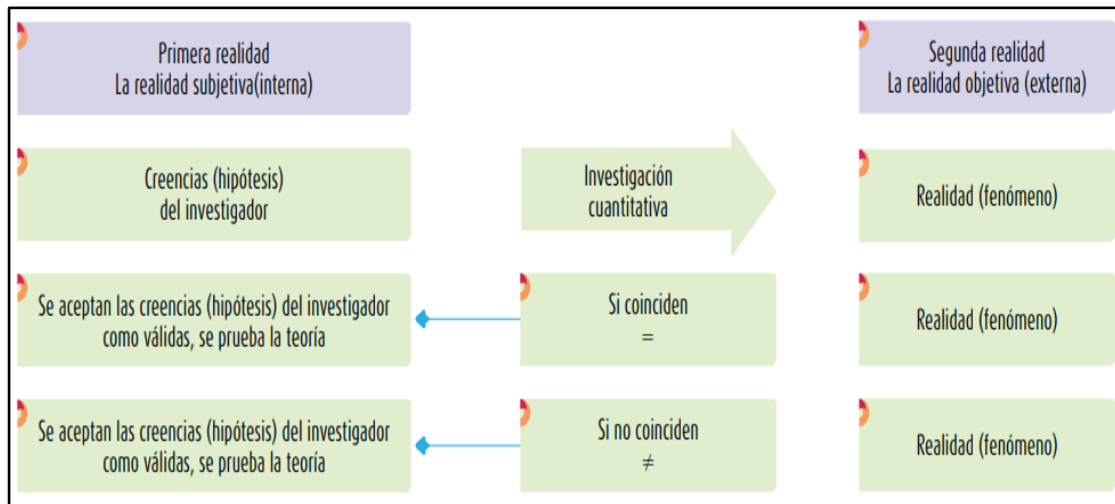 Primera realidad
La realidad subjetiva(interna)
Segunda realidad
La realidad objetiva (externa)
Creencias (hipótesis)
del investigador
Investigación
cuantitativa
Realidad (fenómeno)
Se aceptan las creencias (hipótesis) del investigador
como válidas, se prueba la teoría
Si coinciden
=
Realidad (fenómeno)
Se aceptan las creencias (hipótesis) del investigador
como válidas, se prueba la teoría
Si no coinciden
≠
Realidad (fenómeno)